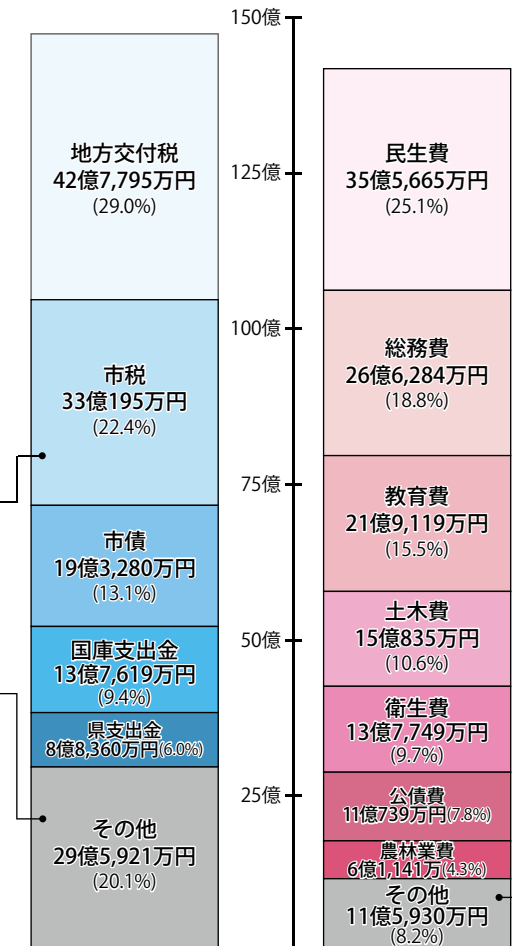 地方交付税
42億7,795万円
(29.0%)
市税
33億195万円
(22.4%)
市債
19億3,280万円
(13.1%)
国庫支出金
13億7,619万円
(9.4%)
県支出金
8億8,360万円(6.0%)
その他
29億5,921万円
(20.1%)
150億
125億
100億
75億
50億
25億
民生費
35億5,665万円
(25.1%)
総務費
26億6,284万円
(18.8%)
教育費
21億9,119万円
(15.5%)
土木費
15億835万円
(10.6%)
衛生費
13億7,749万円
(9.7%)
公債費
11億739万円(7.8%)
農林業費
6億1,141万(4.3%)
その他
11億5,930万円
(8.2%)